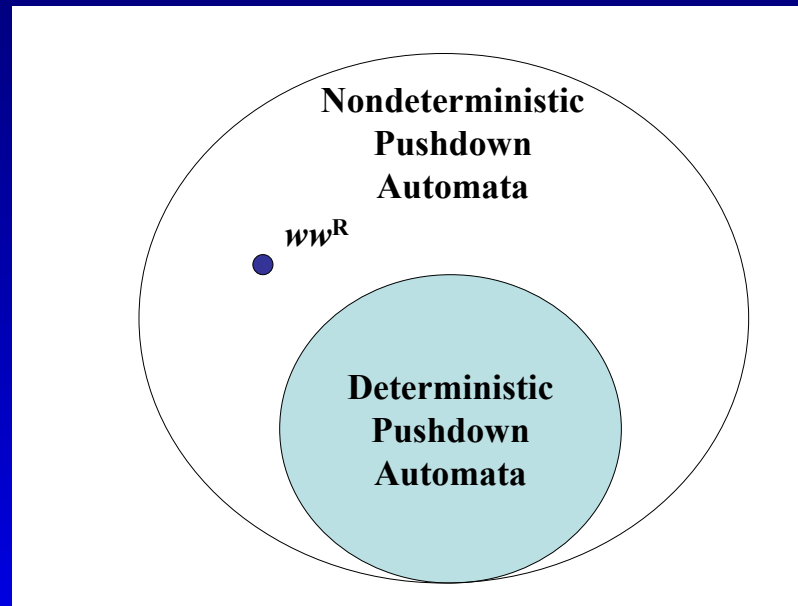 Nondeterministic
Pushdown
Automata
wwᴿ
Deterministic
Pushdown
Automata